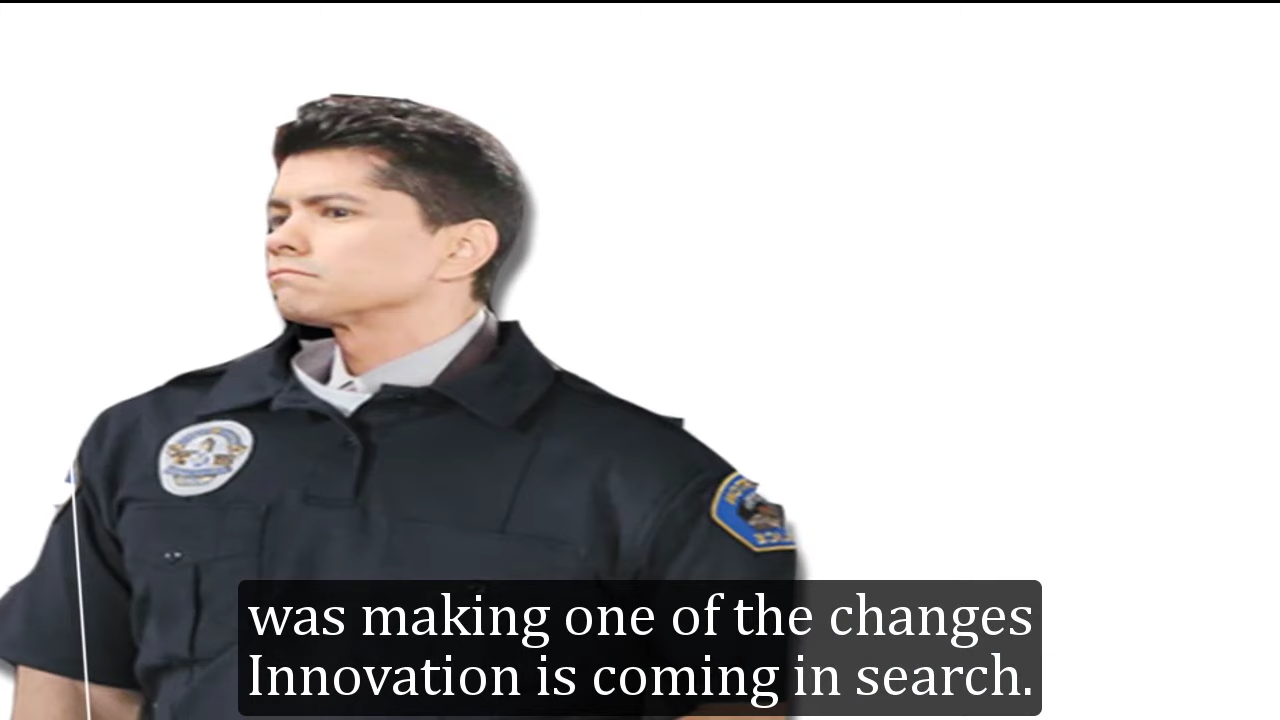 was making one of the changes
Innovation is coming in search.